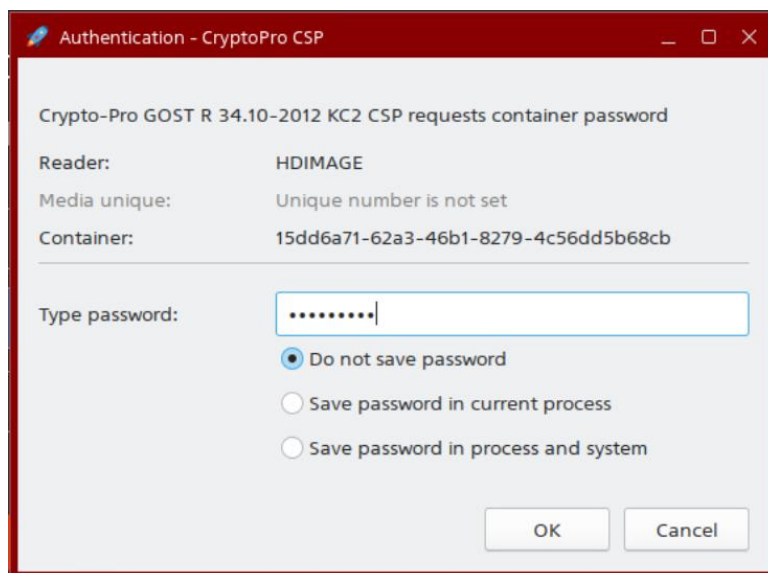 Authentication - CryptoPro CSP
Crypto-Pro GOST R 34.10-2012 KC2 CSP requests container password
Reader: HDIMAGE
Media unique: Unique number is not set
Container: 15dd6a71-62a3-46b1-8279-4c56dd5b68cb
Type password: •••••••••
Do not save password
Save password in current process
Save password in process and system
OK Cancel